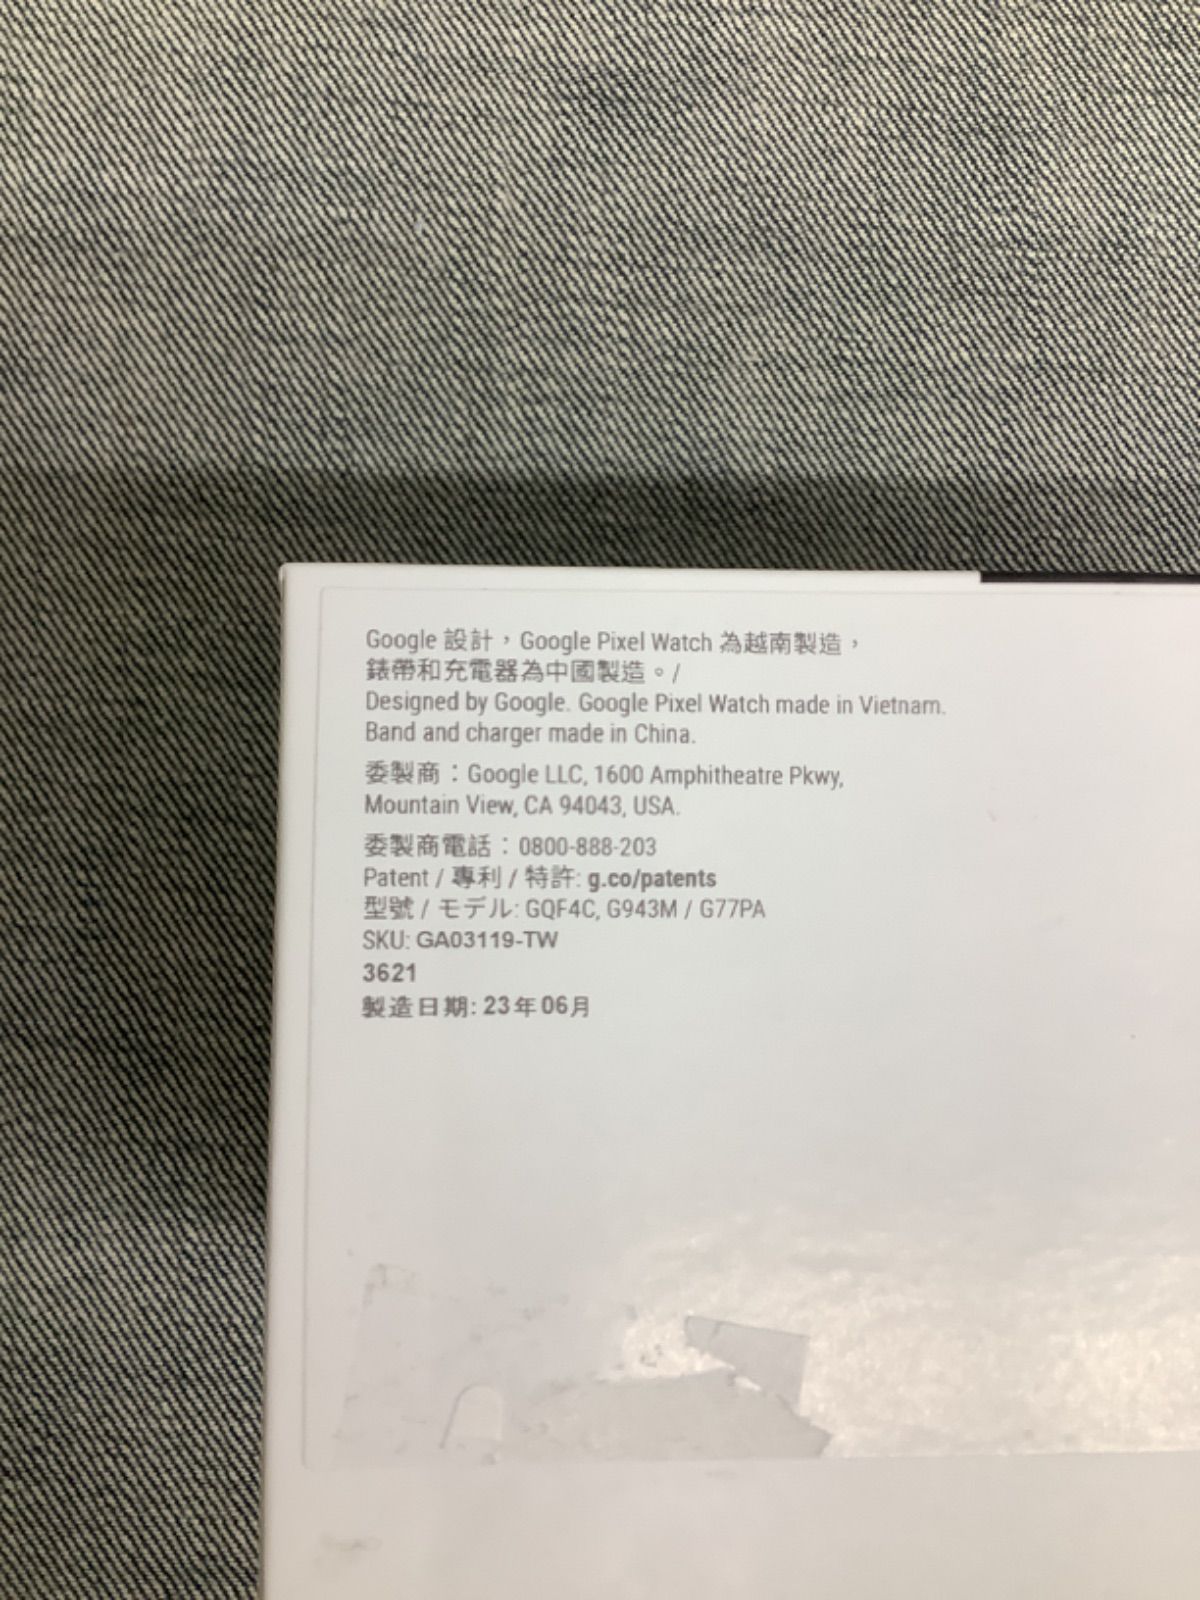 Google 設計，Google Pixel Watch 為越南製造，
錶帶和充電器為中國製造。/
Designed by Google. Google Pixel Watch made in Vietnam.
Band and charger made in China.
委製商：Google LLC, 1600 Amphitheatre Pkwy,
Mountain View, CA 94043, USA.
委製商電話：0800-888-203
Patent / 專利 / 特許: g.co/patents
型號 / モデル: GQF4C, G943M / G77PA
SKU: GA03119-TW
3621
製造日期: 23年06月